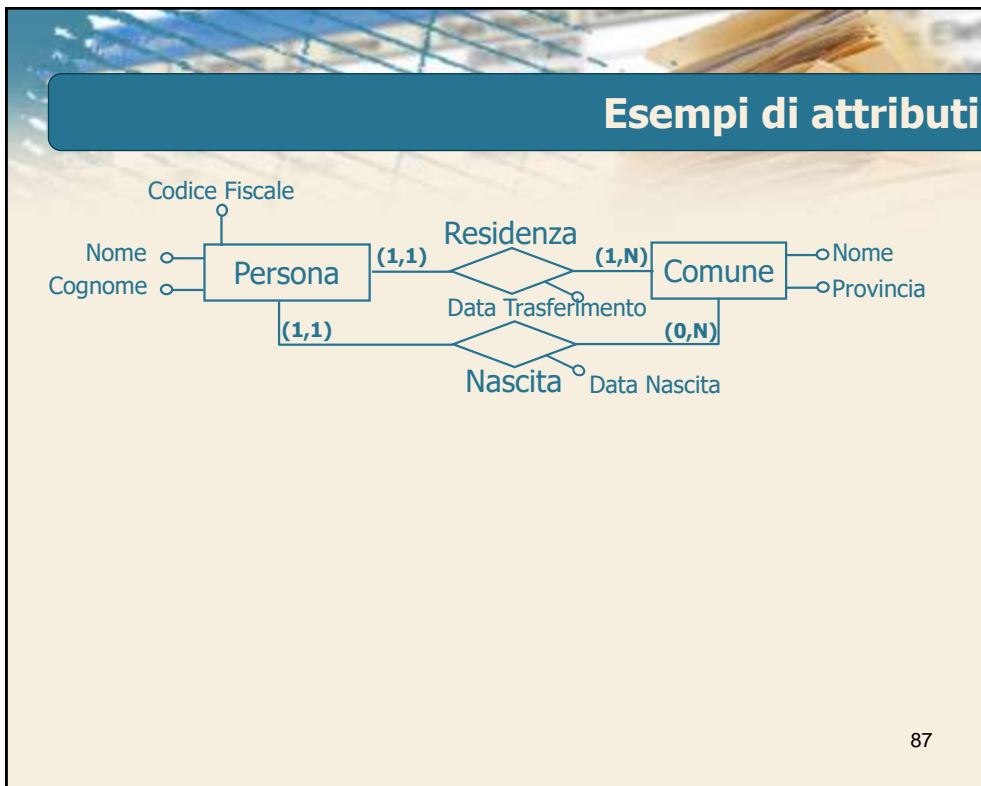 Esempi di attributi
Codice Fiscale
Nome
Cognome
Persona
(1,1)
Residenza
(1,N)
Comune
Nome
Provincia
Data Trasferimento
(1,1)
(0,N)
Nascita
Data Nascita
87